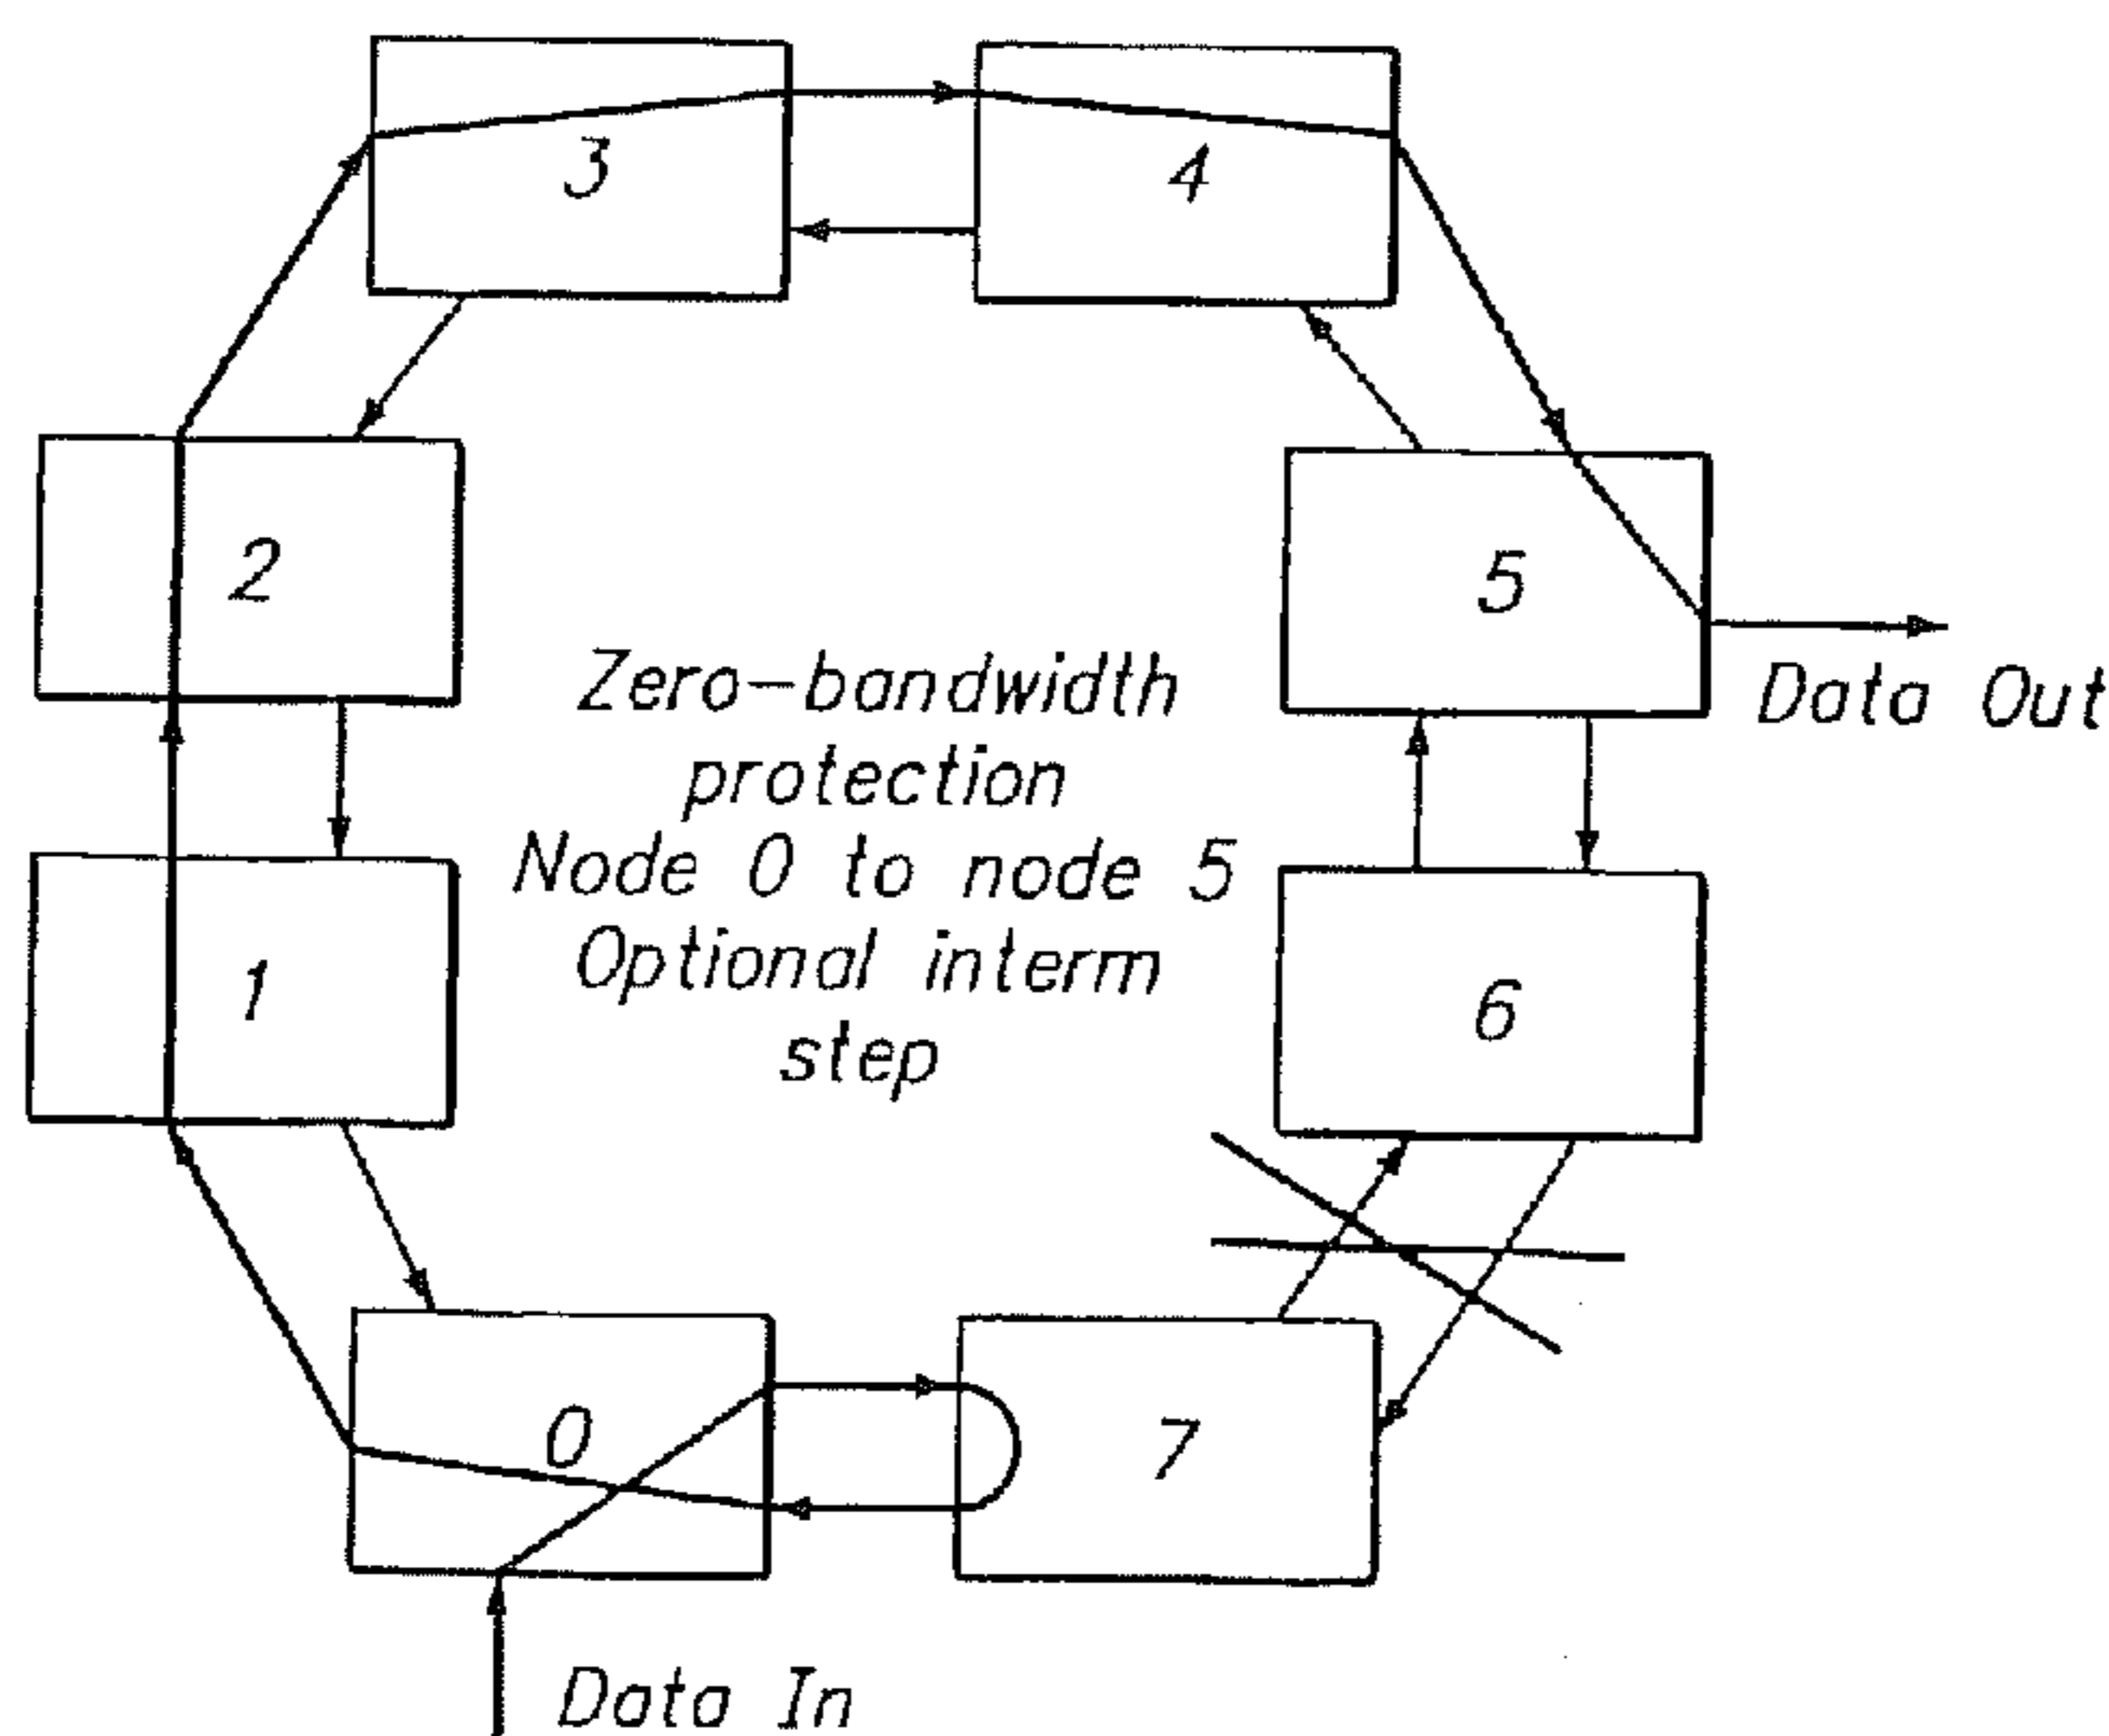 3
4
2
5
Zero-bandwidth
protection
Node 0 to node 5
Optional interm
step
Data Out
1
6
0
7
Data In